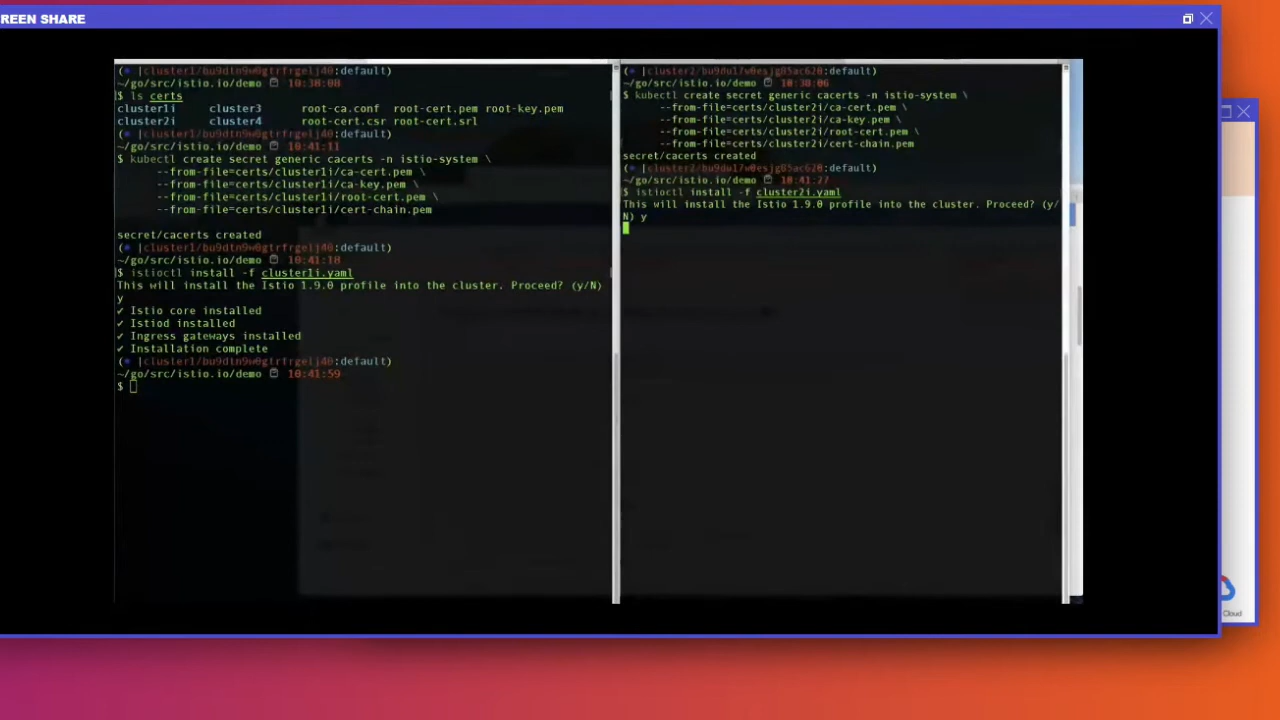 REEN SHARE
:default)
~/go/src/istio.io/demo 10:38:08
$ ls certs
cluster1i cluster3 root-ca.conf root-cert.pem root-key.pem
cluster2i cluster4 root-cert.csr root-cert.srl
:default)
~/go/src/istio.io/demo 10:41:11
$ kubectl create secret generic cacerts -n istio-system \
--from-file=certs/cluster1i/ca-cert.pem \
--from-file=certs/cluster1i/ca-key.pem \
--from-file=certs/cluster1i/root-cert.pem \
--from-file=certs/cluster1i/cert-chain.pem
secret/cacerts created
:default)
~/go/src/istio.io/demo 10:41:18
$ istioctl install -f cluster1i.yaml
This will install the Istio 1.9.0 profile into the cluster. Proceed? (y/N)
y
✓ Istio core installed
✓ Istiod installed
✓ Ingress gateways installed
✓ Installation complete
:default)
~/go/src/istio.io/demo 10:41:59
$
:default)
~/go/src/istio.io/demo 10:38:06
$ kubectl create secret generic cacerts -n istio-system \
--from-file=certs/cluster2i/ca-cert.pem \
--from-file=certs/cluster2i/ca-key.pem \
--from-file=certs/cluster2i/root-cert.pem \
--from-file=certs/cluster2i/cert-chain.pem
secret/cacerts created
:default)
~/go/src/istio.io/demo 10:41:27
$ istioctl install -f cluster2i.yaml
This will install the Istio 1.9.0 profile into the cluster. Proceed? (y/
N) y
Cloud